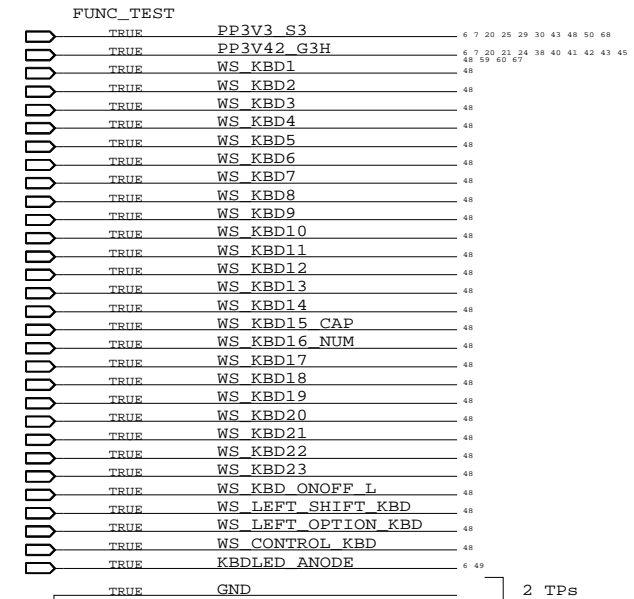 FUNC_TEST
TRUE PP3V3_S3 6 7 20 25 29 30 43 48 50 68
TRUE PP3V42_G3H 6 7 20 21 24 38 40 41 42 43 45
48 59 60 67
TRUE WS_KBD1 48
TRUE WS_KBD2 48
TRUE WS_KBD3 48
TRUE WS_KBD4 48
TRUE WS_KBD5 48
TRUE WS_KBD6 48
TRUE WS_KBD7 48
TRUE WS_KBD8 48
TRUE WS_KBD9 48
TRUE WS_KBD10 48
TRUE WS_KBD11 48
TRUE WS_KBD12 48
TRUE WS_KBD13 48
TRUE WS_KBD14 48
TRUE WS_KBD15_CAP 48
TRUE WS_KBD16_NUM 48
TRUE WS_KBD17 48
TRUE WS_KBD18 48
TRUE WS_KBD19 48
TRUE WS_KBD20 48
TRUE WS_KBD21 48
TRUE WS_KBD22 48
TRUE WS_KBD23 48
TRUE WS_KBD_ONOFF_L 48
TRUE WS_LEFT_SHIFT_KBD 48
TRUE WS_LEFT_OPTION_KBD 48
TRUE WS_CONTROL_KBD 48
TRUE KBDLED_ANODE 6 49
TRUE GND 2 TPs